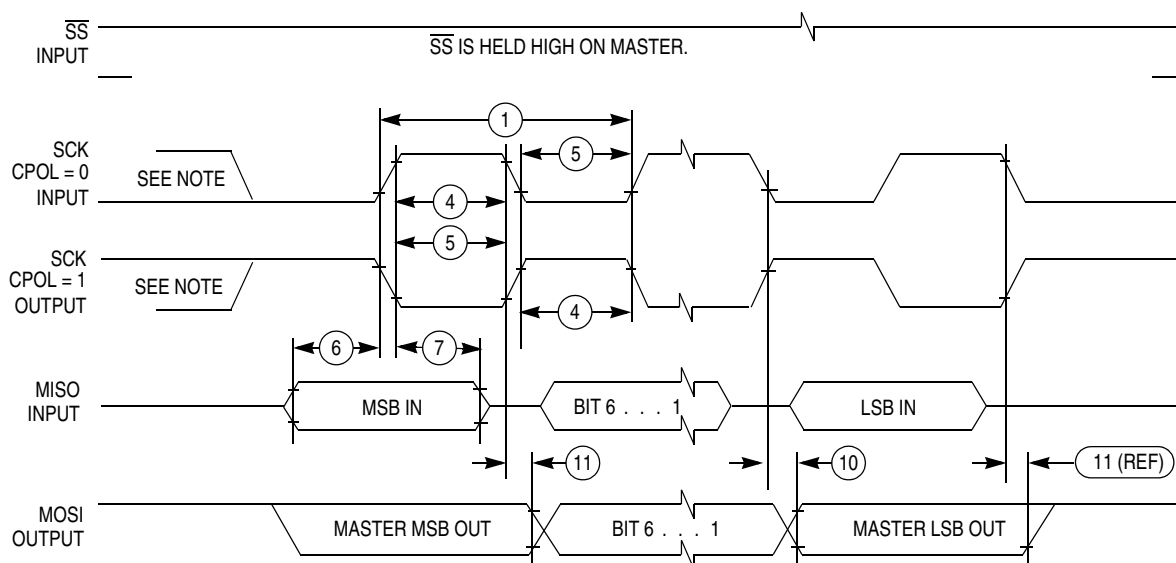 SS
INPUT
SS IS HELD HIGH ON MASTER.
1
SCK
CPOL = 0
INPUT
SEE NOTE
5
4
5
SCK
CPOL = 1
OUTPUT
SEE NOTE
4
6
7
MISO
INPUT
MSB IN
BIT 6 . . . 1
LSB IN
11
10
11 (REF)
MOSI
OUTPUT
MASTER MSB OUT
BIT 6 . . . 1
MASTER LSB OUT